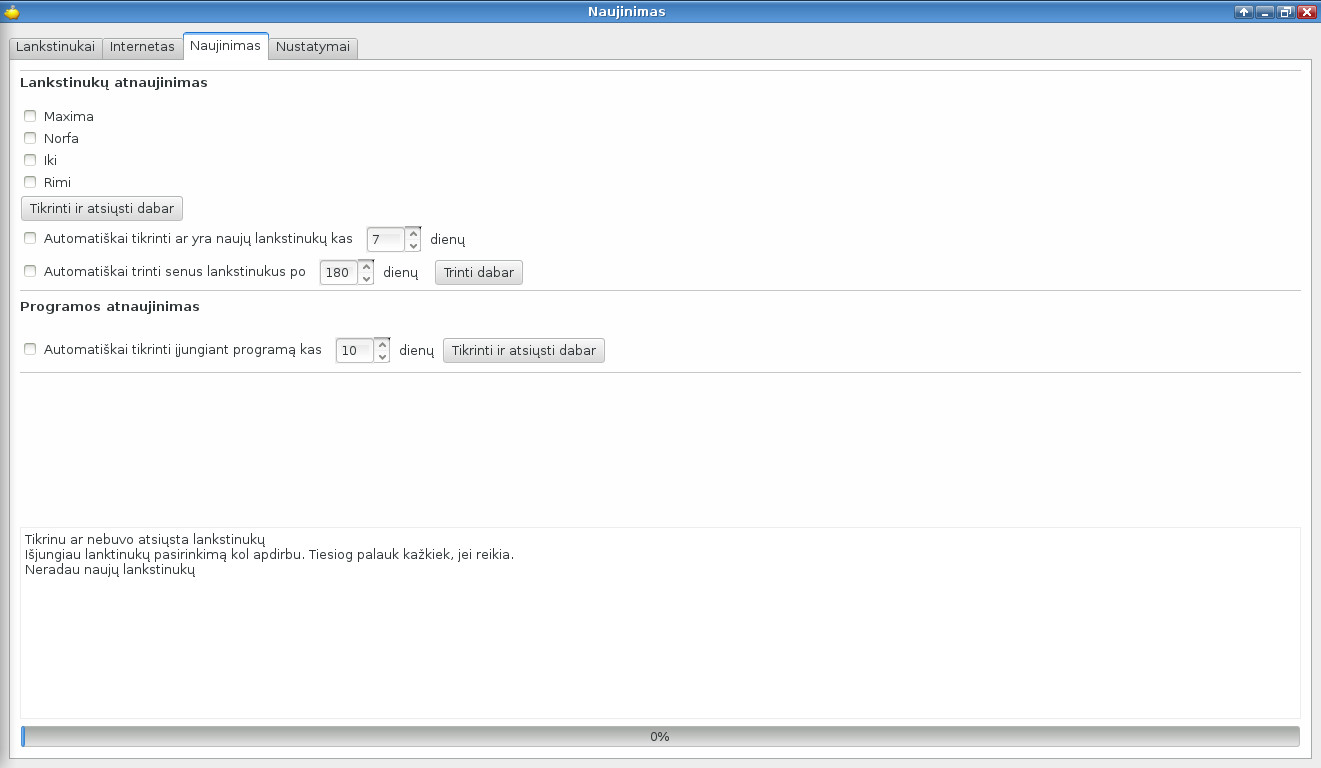 Naujinimas
Lankstinukai Internetas Naujinimas Nustatymai
Lankstinukų atnaujinimas
Maxima
Norfa
Iki
Rimi
Tikrinti ir atsiųsti dabar
Automatiškai tikrinti ar yra naujų lankstinukų kas 7 dienų
Automatiškai trinti senus lankstinukus po 180 dienų Trinti dabar
Programos atnaujinimas
Automatiškai tikrinti įjungiant programą kas 10 dienų Tikrinti ir atsiųsti dabar
Tikrinu ar nebuvo atsiųsta lankstinukų
Išjungiau lanktinukų pasirinkimą kol apdirbu. Tiesiog palauk kažkiek, jei reikia.
Neradau naujų lankstinukų
0%